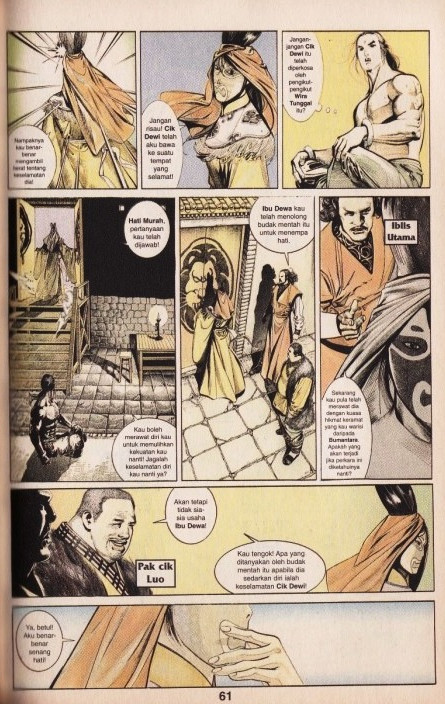 Nampaknya
kau benar-
benar
mengambil
berat tentang
keselamatan
dia!
Jangan
risau! Cik
Dewi telah
aku bawa
ke suatu
tempat
yang
selamat!
Jangan-
jangan Cik
Dewi itu
telah
diperkosa
oleh
pengikut-
pengikut
Wira
Tunggal
itu?
Hati Murah,
pertanyaan
kau telah
dijawab!
Kau boleh
merawat diri kau
untuk memulihkan
kekuatan kau
nanti! Jagalah
keselamatan diri
kau nanti ya?
Ibu Dewa kau
telah menolong
budak mentah itu
untuk menempa
hati.
Iblis
Utama
Sekarang
kau pula telah
merawat dia
dengan kuasa
hikmat keramat
yang kau warisi
daripada
Bumantara.
Apakah yang
akan terjadi
jika perkara ini
diketahuinya
nanti?
Akan tetapi
tidak sia-
sia usaha
Ibu Dewa!
Pak cik
Luo
Kau tengok! Apa yang
ditanyakan oleh budak
mentah itu apabila dia
sedarkan diri ialah
keselamatan Cik Dewi!
Ya, betul!
Aku benar-
benar
senang
hati!
61